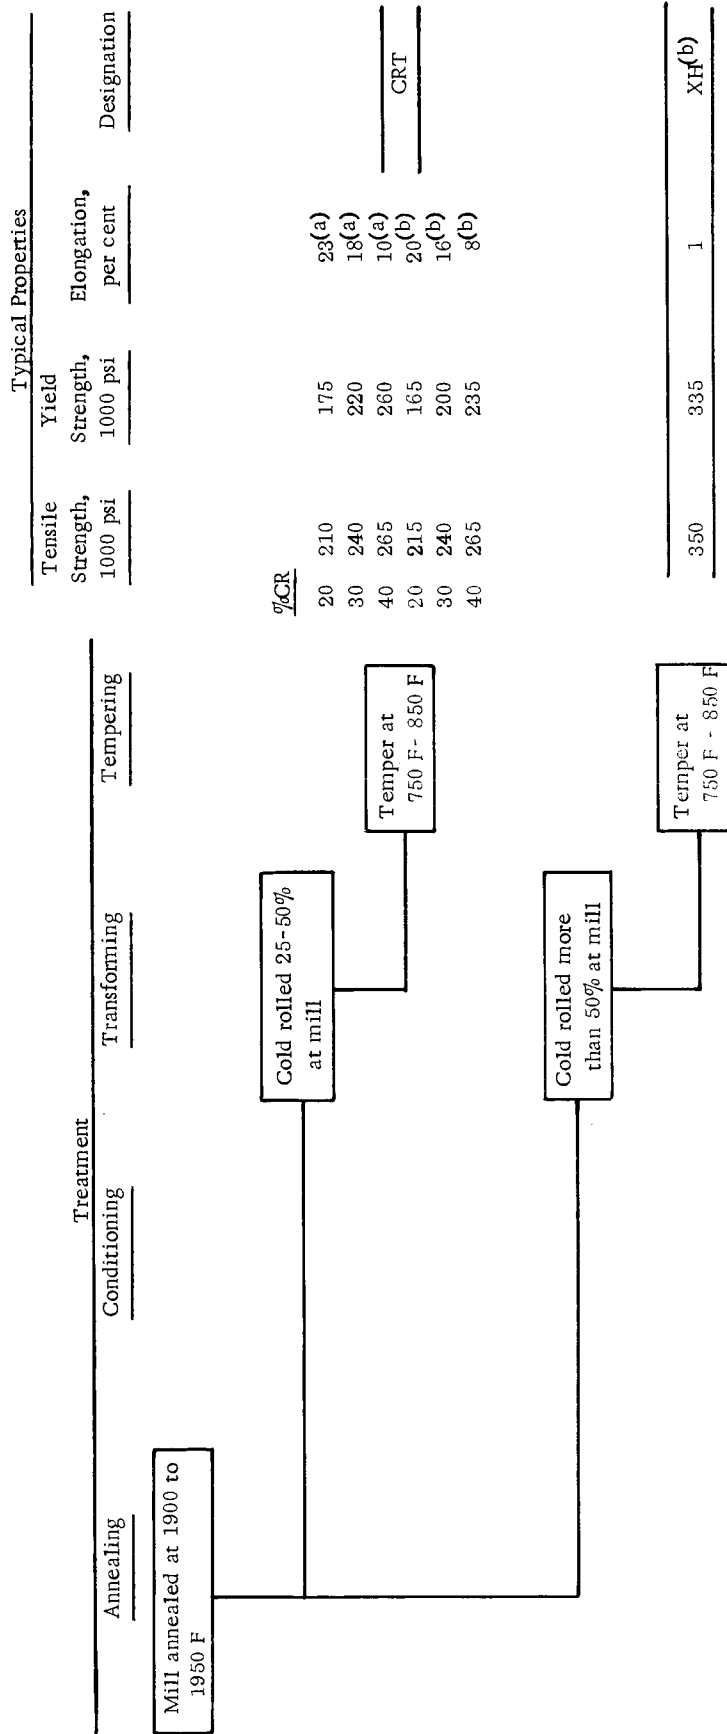 Treatment
Typical Properties
Annealing
Conditioning
Transforming
Tempering
Tensile
Strength,
1000 psi
Yield
Strength,
1000 psi
Elongation,
per cent
Designation
Mill annealed at 1900 to
1950 F
%CR
Cold rolled 25-50%
at mill
20 210 175 23(a)
30 240 220 18(a)
40 265 260 10(a)
Temper at
750 F- 850 F
CRT
20 215 165 20(b)
30 240 200 16(b)
40 265 235 8(b)
Cold rolled more
than 50% at mill
Temper at
750 F - 850 F
350 335 1 XH(b)